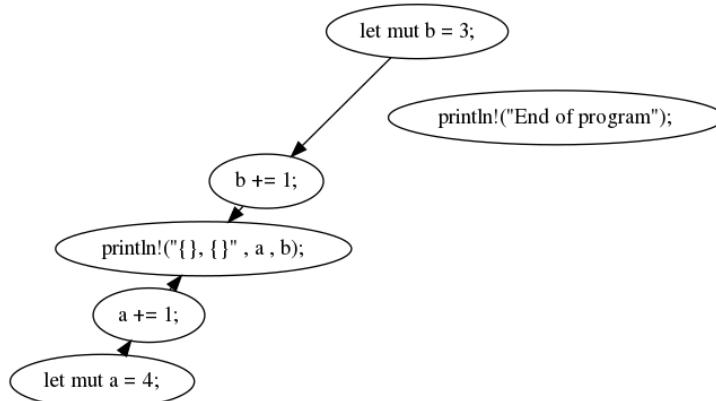 let mut b = 3;
println!("End of program");
b += 1;
println!("{}, {}" , a , b);
a += 1;
let mut a = 4;